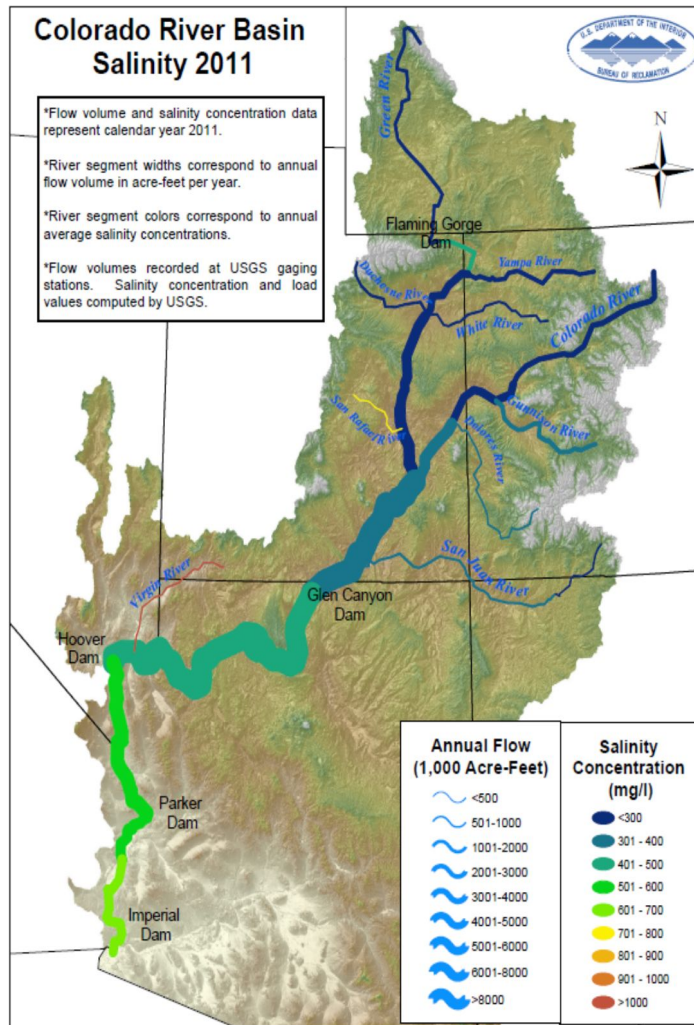 Colorado River Basin
Salinity 2011
U.S. DEPARTMENT OF THE INTERIOR
BUREAU OF RECLAMATION
*Flow volume and salinity concentration data
represent calendar year 2011.
*River segment widths correspond to annual
flow volume in acre-feet per year.
*River segment colors correspond to annual
average salinity concentrations.
*Flow volumes recorded at USGS gaging
stations. Salinity concentration and load
values computed by USGS.
N
Green River
Flaming Gorge
Dam
Yampa River
Duchesne River
White River
Colorado River
San Rafael River
Dolores River
Gunnison River
San Juan River
Virgin River
Glen Canyon
Dam
Hoover
Dam
Parker
Dam
Imperial
Dam
Annual Flow
(1,000 Acre-Feet)
<500
501-1000
1001-2000
2001-3000
3001-4000
4001-5000
5001-6000
6001-8000
>8000
Salinity
Concentration
(mg/l)
<300
301 - 400
401 - 500
501 - 600
601 - 700
701 - 800
801 - 900
901 - 1000
>1000